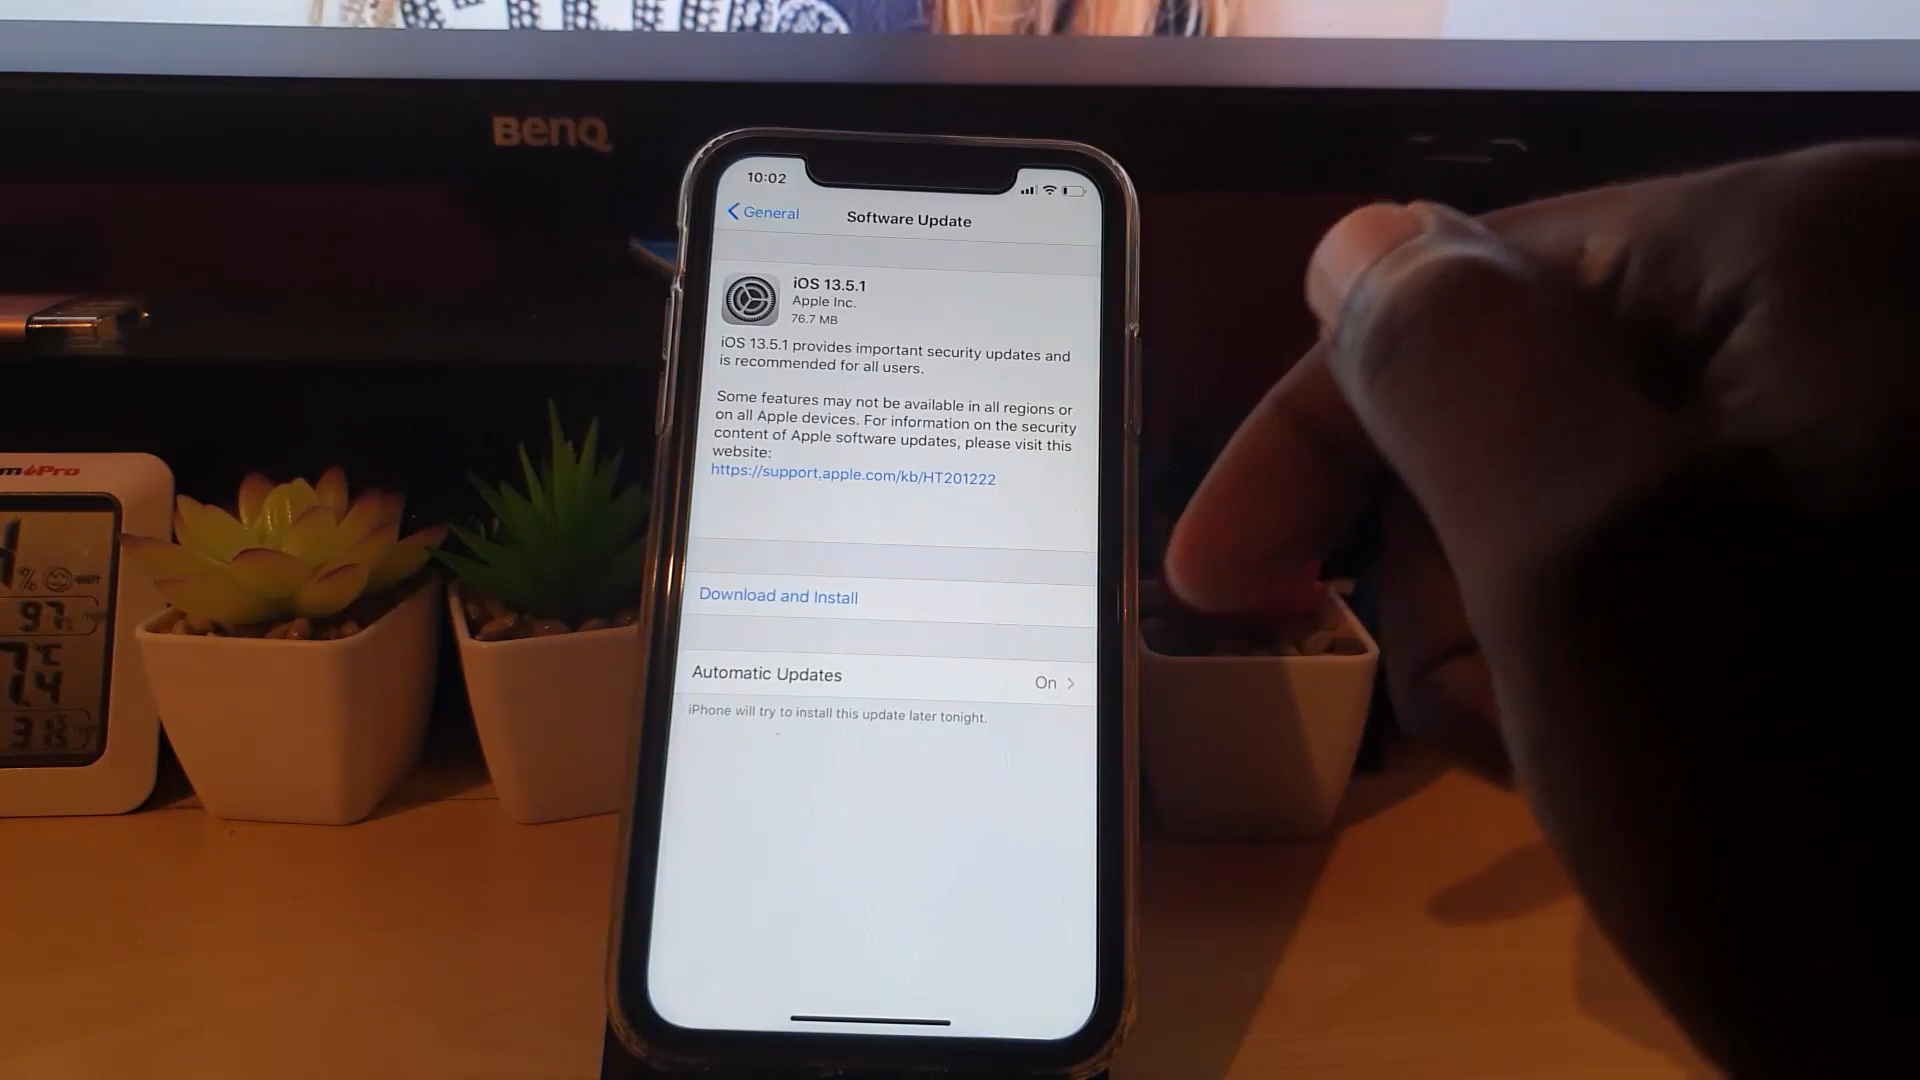 BenQ
10:02
General
Software Update
iOS 13.5.1
Apple Inc.
76.7 MB
iOS 13.5.1 provides important security updates and
is recommended for all users.
Some features may not be available in all regions or
on all Apple devices. For information on the security
content of Apple software updates, please visit this
website:
https://support.apple.com/kb/HT201222
Download and Install
Automatic Updates
On
iPhone will try to install this update later tonight.
mPro
%
97
°C